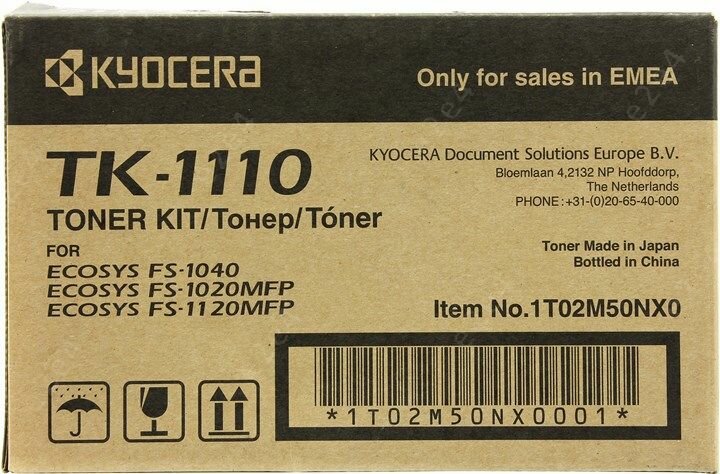 KYOCERA
Only for sales in EMEA
TK-1110
TONER KIT/Тонер/Tóner
FOR
ECOSYS FS-1040
ECOSYS FS-1020MFP
ECOSYS FS-1120MFP
KYOCERA Document Solutions Europe B.V.
Bloemlaan 4,2132 NP Hoofddorp,
The Netherlands
PHONE:+31-(0)20-65-40-000
Toner Made in Japan
Bottled in China
Item No.1T02M50NX0
*1T02M50NX0001*